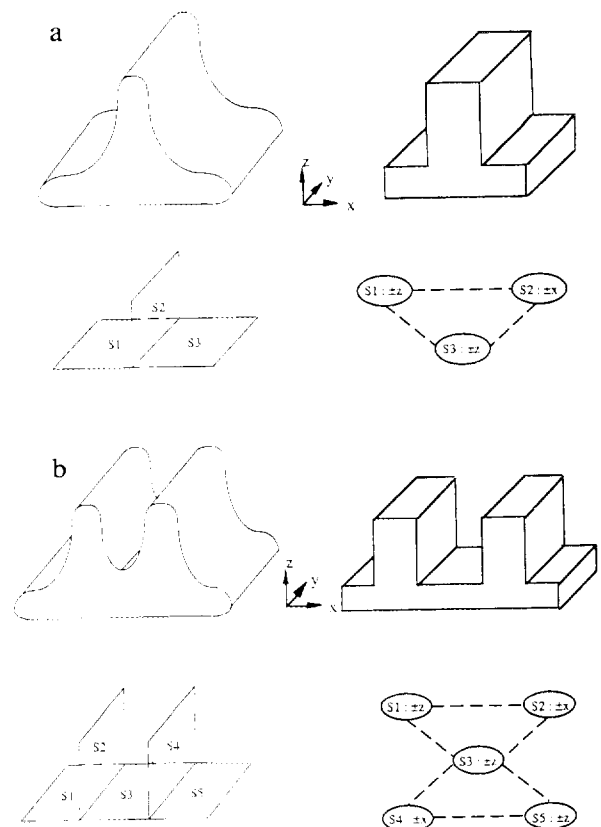 a
z
y
x
S2
S1 S3
S1 : ±z S2 : ±x
S3 : ±z
b
z
y
x
S2 S4
S1 S3 S5
S1 : ±z S2 : ±x
S3 : ±z
S4 : ±x S5 : ±z